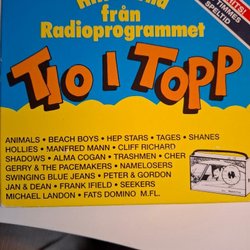 från
Radioprogrammet
TIO I TOPP
ANIMALS • BEACH BOYS • HEP STARS • TAGES • SHANES
HOLLIES • MANFRED MANN • CLIFF RICHARD
SHADOWS • ALMA COGAN • TRASHMEN • CHER
GERRY & THE PACEMAKERS • NAMELOSERS
SWINGING BLUE JEANS • PETER & GORDON
JAN & DEAN • FRANK IFIELD • SEEKERS
MICHAEL LANDON • FATS DOMINO M.FL.
TIMMES
SPELTID